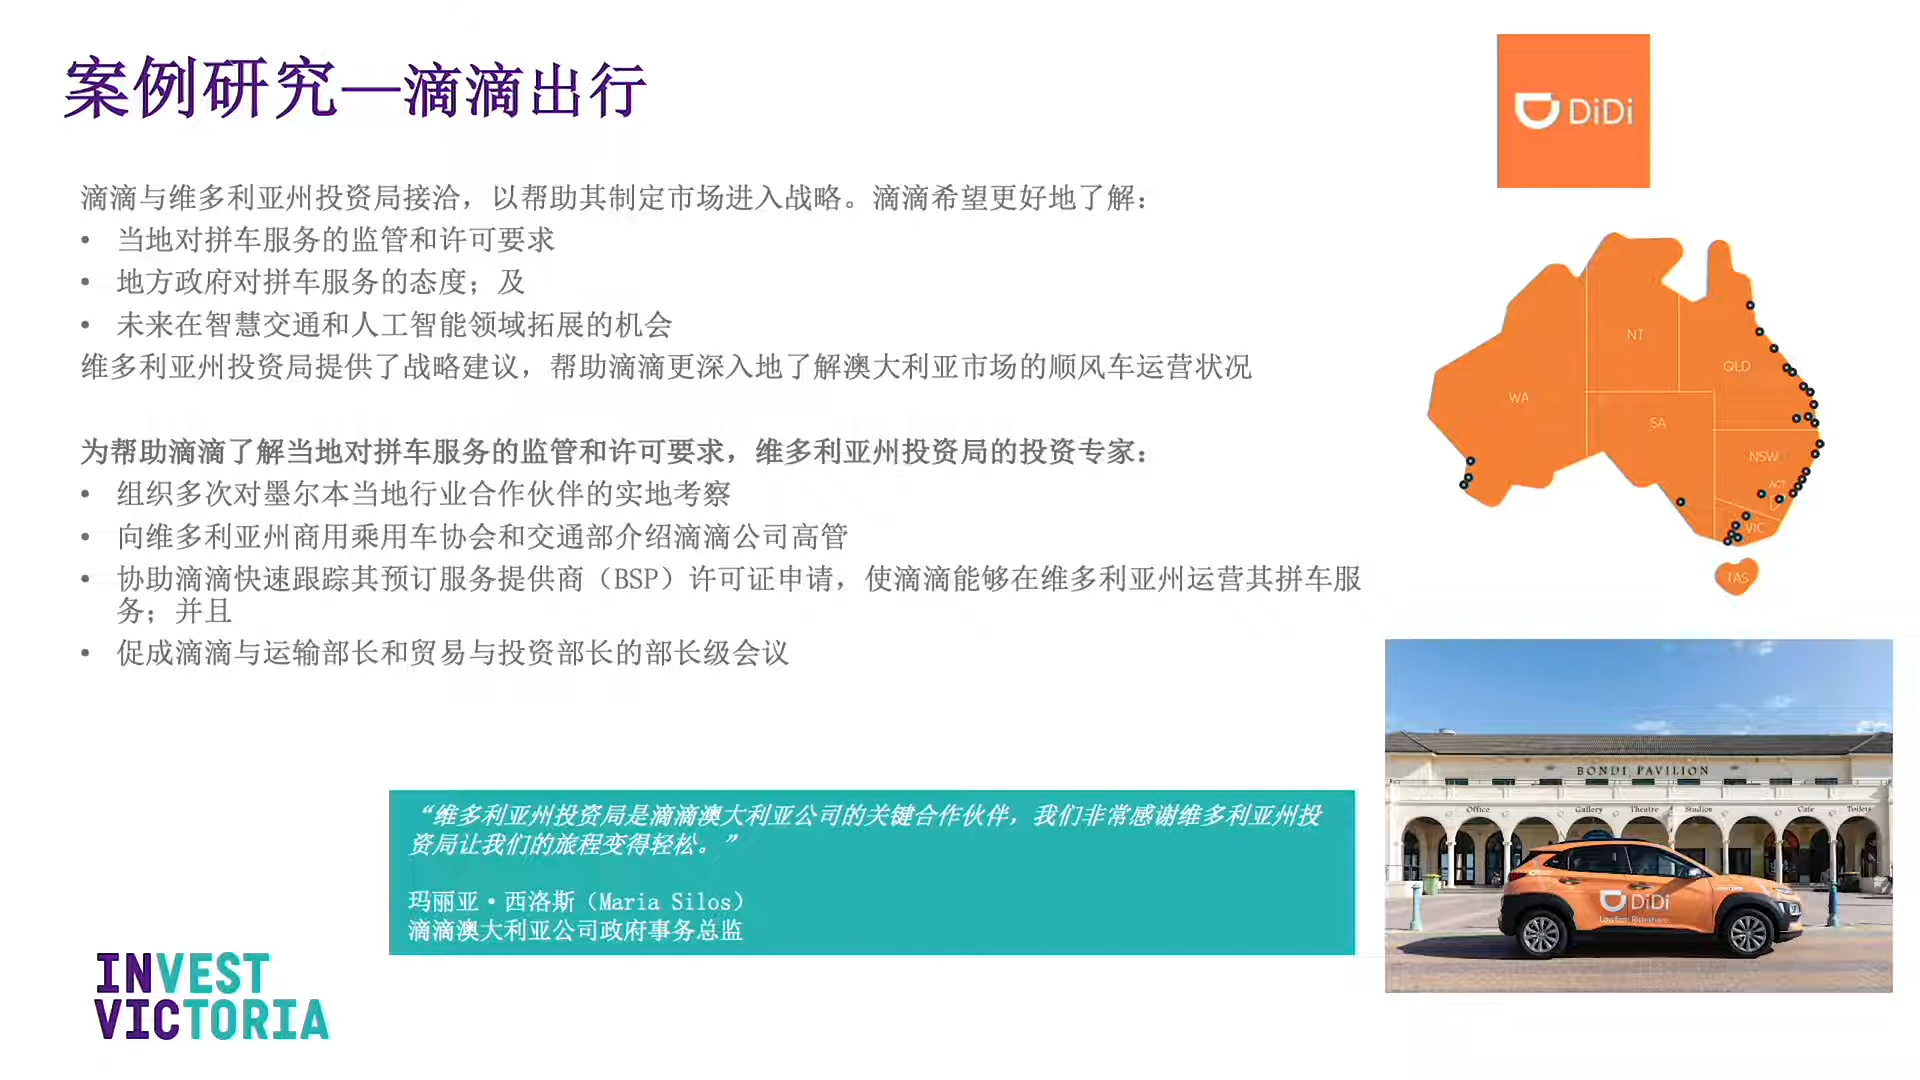 案例研究—滴滴出行
DiDi
滴滴与维多利亚州投资局接洽，以帮助其制定市场进入战略。滴滴希望更好地了解：
• 当地对拼车服务的监管和许可要求
• 地方政府对拼车服务的态度；及
• 未来在智慧交通和人工智能领域拓展的机会
维多利亚州投资局提供了战略建议，帮助滴滴更深入地了解澳大利亚市场的顺风车运营状况
为帮助滴滴了解当地对拼车服务的监管和许可要求，维多利亚州投资局的投资专家：
• 组织多次对墨尔本当地行业合作伙伴的实地考察
• 向维多利亚州商用乘用车协会和交通部介绍滴滴公司高管
• 协助滴滴快速跟踪其预订服务提供商（BSP）许可证申请，使滴滴能够在维多利亚州运营其拼车服
务；并且
• 促成滴滴与运输部长和贸易与投资部长的部长级会议
NT
QLD
WA
SA
NSW
ACT
VIC
TAS
“维多利亚州投资局是滴滴澳大利亚公司的关键合作伙伴，我们非常感谢维多利亚州投
资局让我们的旅程变得轻松。”
玛丽亚·西洛斯（Maria Silos）
滴滴澳大利亚公司政府事务总监
BONDI PAVILION
Office Gallery Theatre Studios Cafe Toilets
DiDi
Lowfare Rideshare
INVEST
VICTORIA